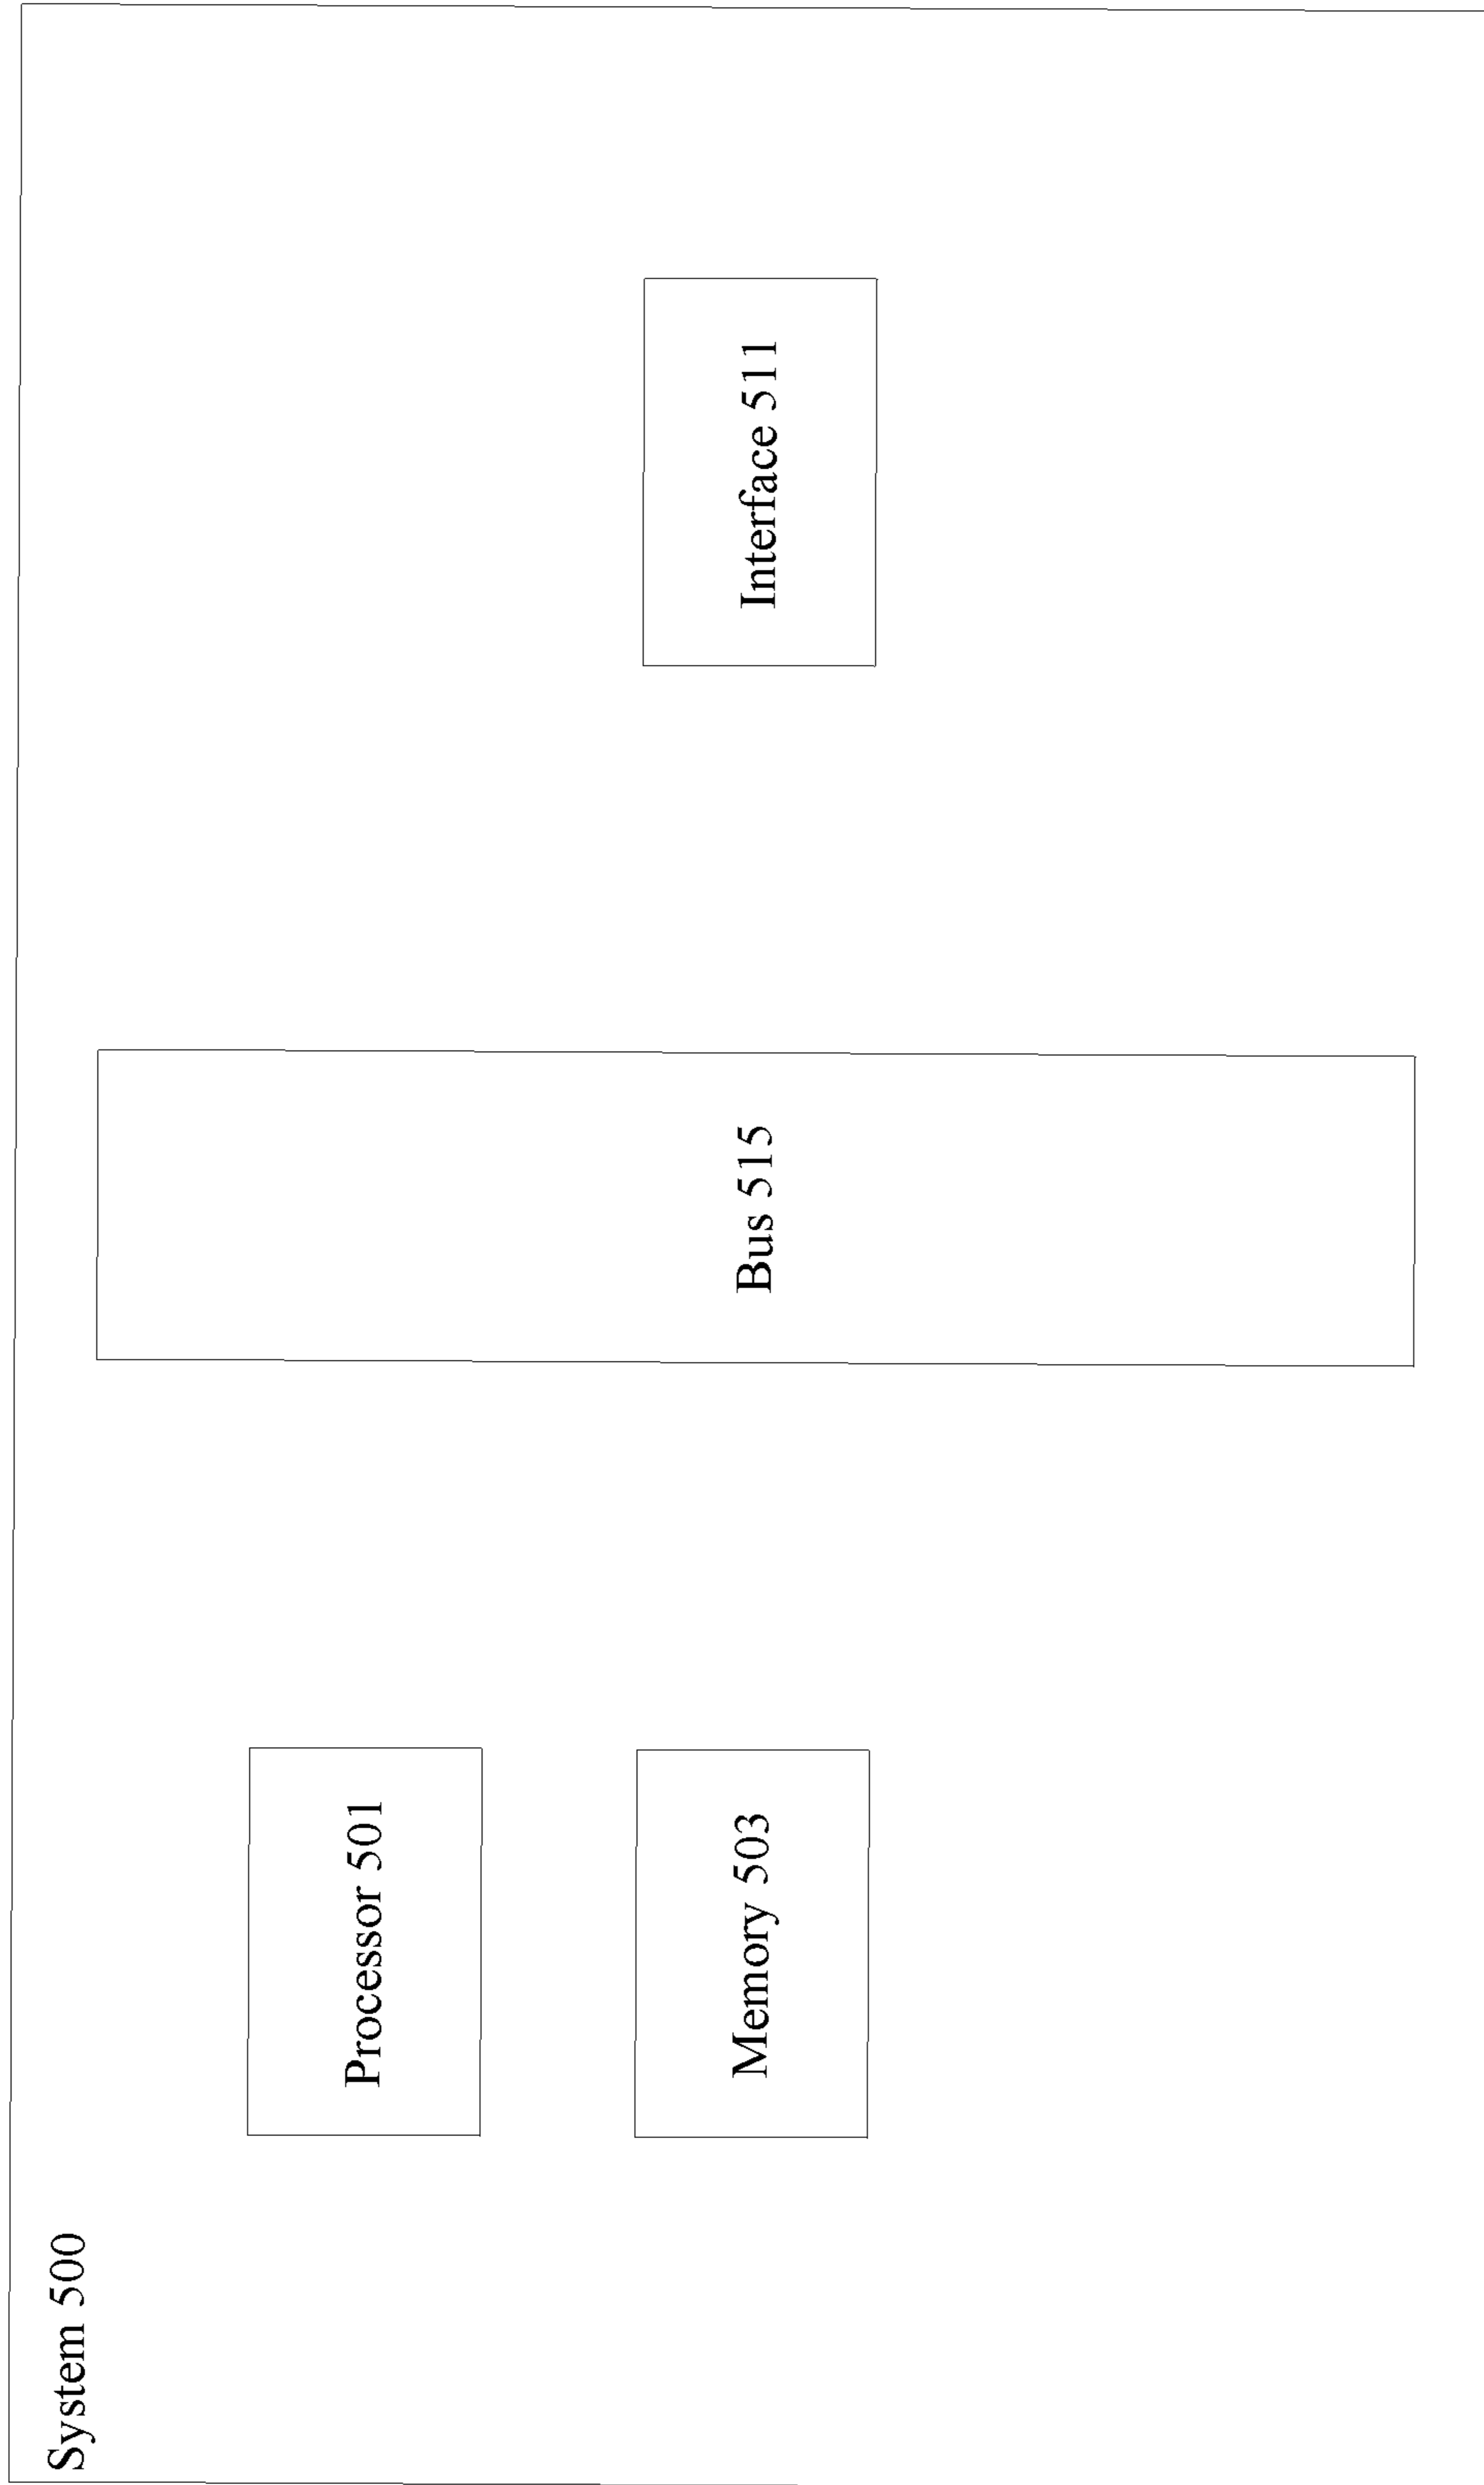 System 500
Processor 501
Memory 503
Bus 515
Interface 511